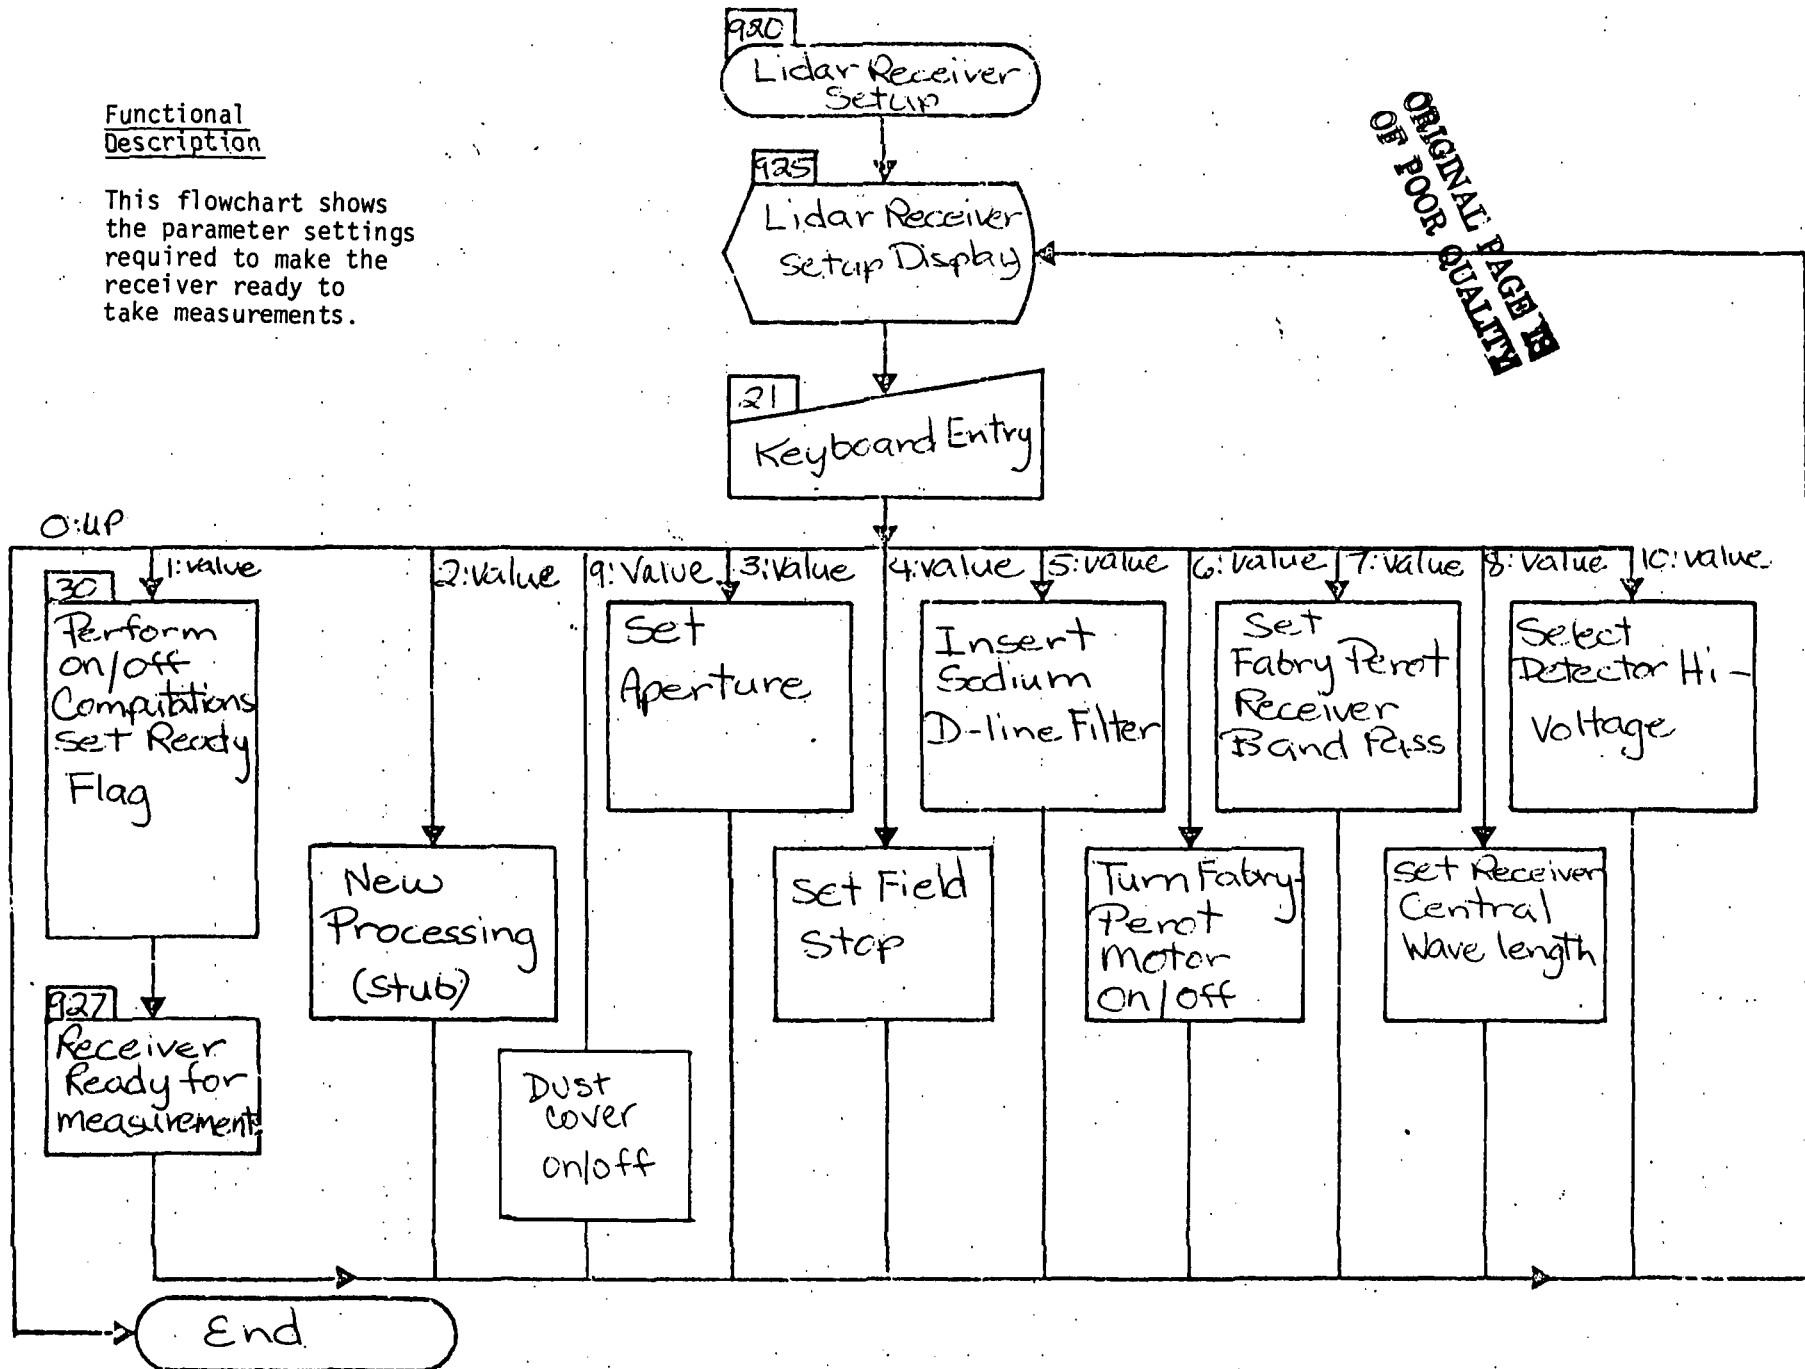 920
Lidar Receiver
Setup
Functional
Description
This flowchart shows
the parameter settings
required to make the
receiver ready to
take measurements.
ORIGINAL PAGE IS
OF POOR QUALITY
925
Lidar Receiver
Setup Display
21
Keyboard Entry
0:UP
1:value
2:value
9:Value
3:Value
4:value
5:value
6:value
7:value
8:value
10:value
30
Perform
on/off
Computations
Set Ready
Flag
Set
Aperture
Insert
Sodium
D-line Filter
Set
Fabry Perot
Receiver
Band Pass
Select
Detector Hi-
Voltage
New
Processing
(stub)
Set Field
Stop
Turn Fabry-
Perot
Motor
On/off
Set Receiver
Central
Wave length
927
Receiver
Ready for
measurement
Dust
cover
on/off
End